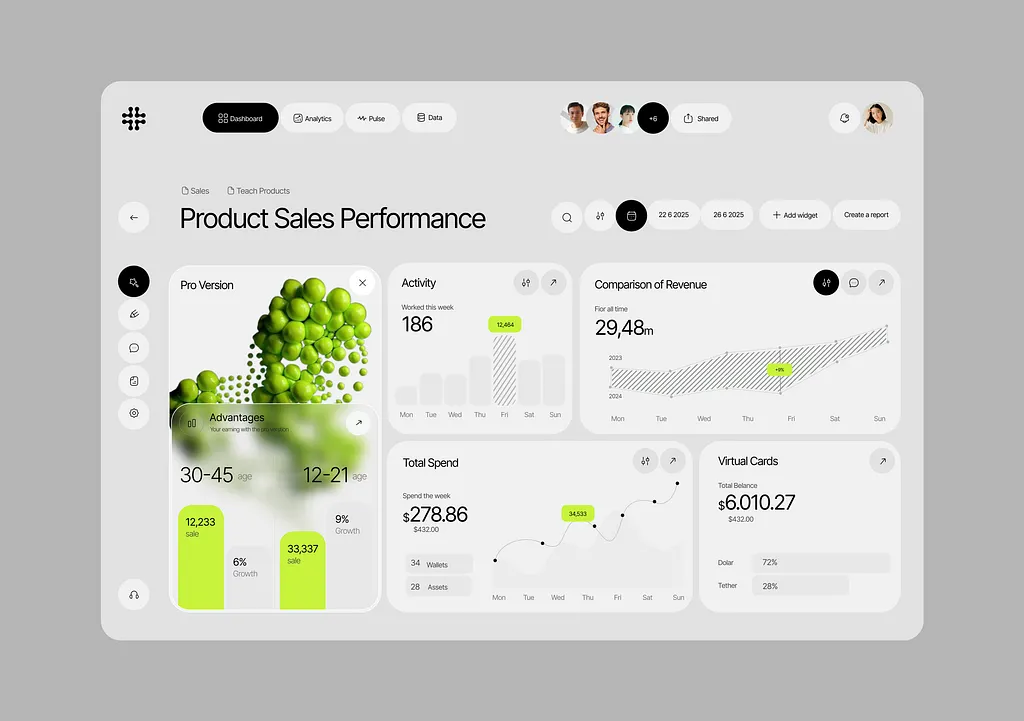 Dashboard
Analytics
Pulse
Data
+6
Shared
Sales
Teach Products
Product Sales Performance
22 6 2025
26 6 2025
+ Add widget
Create a report
Pro Version
Advantages
Your earning with the pro version
30-45 age
12-21 age
12,233
sale
6%
Growth
33,337
sale
9%
Growth
Activity
Worked this week
186
12,464
Mon Tue Wed Thu Fri Sat Sun
Comparison of Revenue
Fior all time
29,48m
2023
+9%
2024
Mon Tue Wed Thu Fri Sat Sun
Total Spend
Spend the week
$278.86
$432.00
34,533
34 Wallets
28 Assets
Mon Tue Wed Thu Fri Sat Sun
Virtual Cards
Total Balance
$6.010.27
$432.00
Dolar 72%
Tether 28%